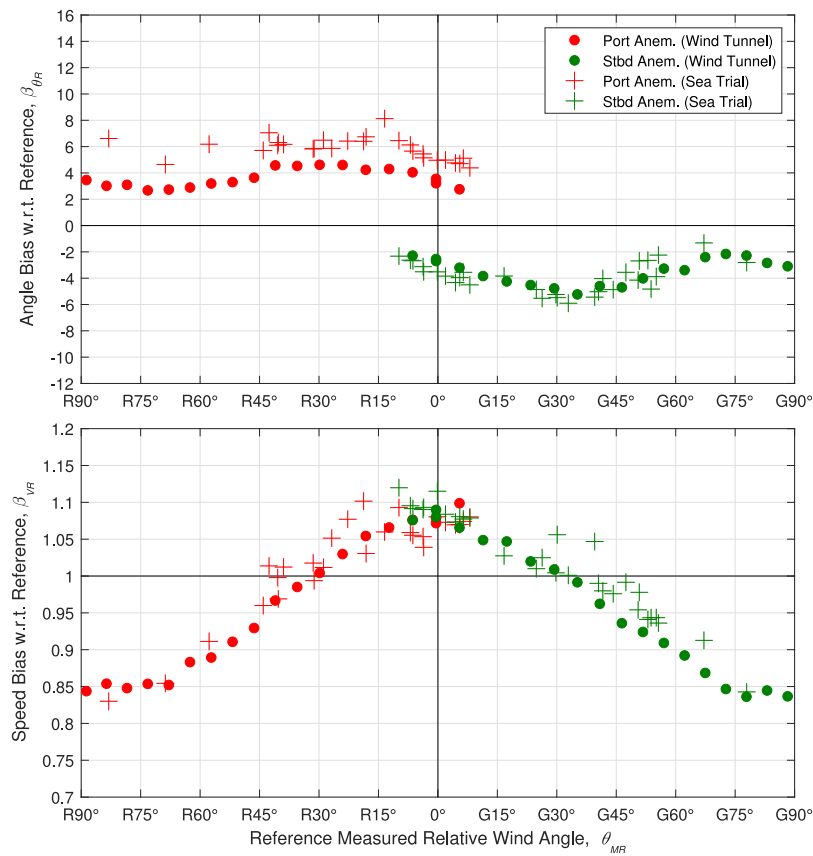 16
14
12
10
8
6
4
2
0
-2
-4
-6
-8
-10
-12
Angle Bias w.r.t. Reference, βθR
Port Anem. (Wind Tunnel)
Stbd Anem. (Wind Tunnel)
Port Anem. (Sea Trial)
Stbd Anem. (Sea Trial)
R90° R75° R60° R45° R30° R15° 0° G15° G30° G45° G60° G75° G90°
1.2
1.15
1.1
1.05
1
0.95
0.9
0.85
0.8
0.75
0.7
Speed Bias w.r.t. Reference, βVR
R90° R75° R60° R45° R30° R15° 0° G15° G30° G45° G60° G75° G90°
Reference Measured Relative Wind Angle, θMR